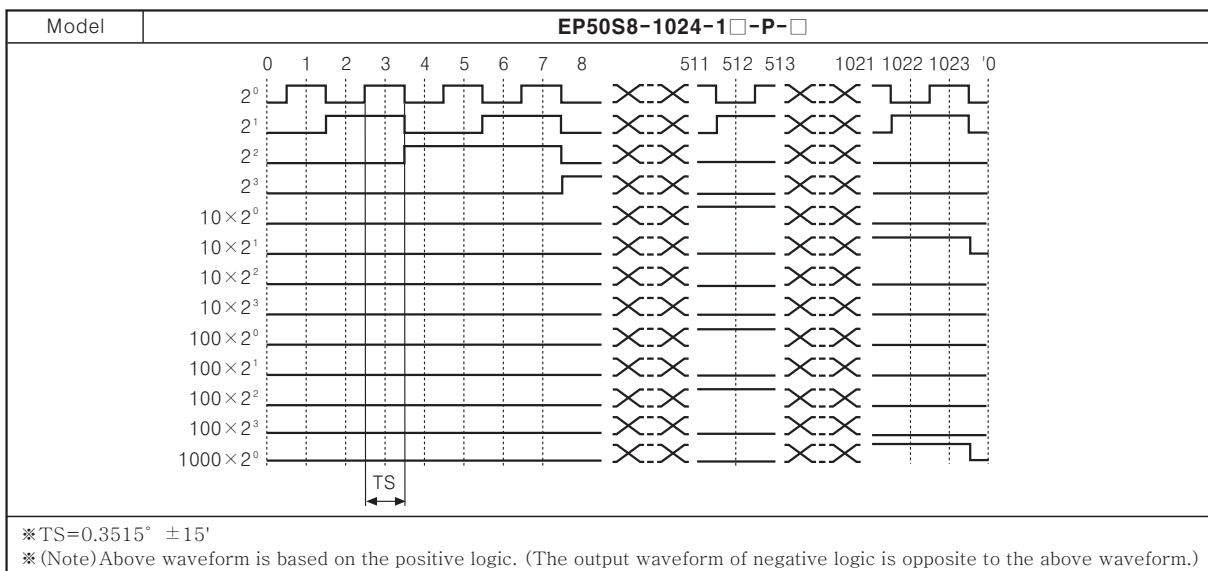 Model EP50S8-1024-1□-P-□
0 1 2 3 4 5 6 7 8 511 512 513 1021 1022 1023 '0
2⁰
2¹
2²
2³
10×2⁰
10×2¹
10×2²
10×2³
100×2⁰
100×2¹
100×2²
100×2³
1000×2⁰
TS
※TS=0.3515° ±15'
※(Note)Above waveform is based on the positive logic. (The output waveform of negative logic is opposite to the above waveform.)